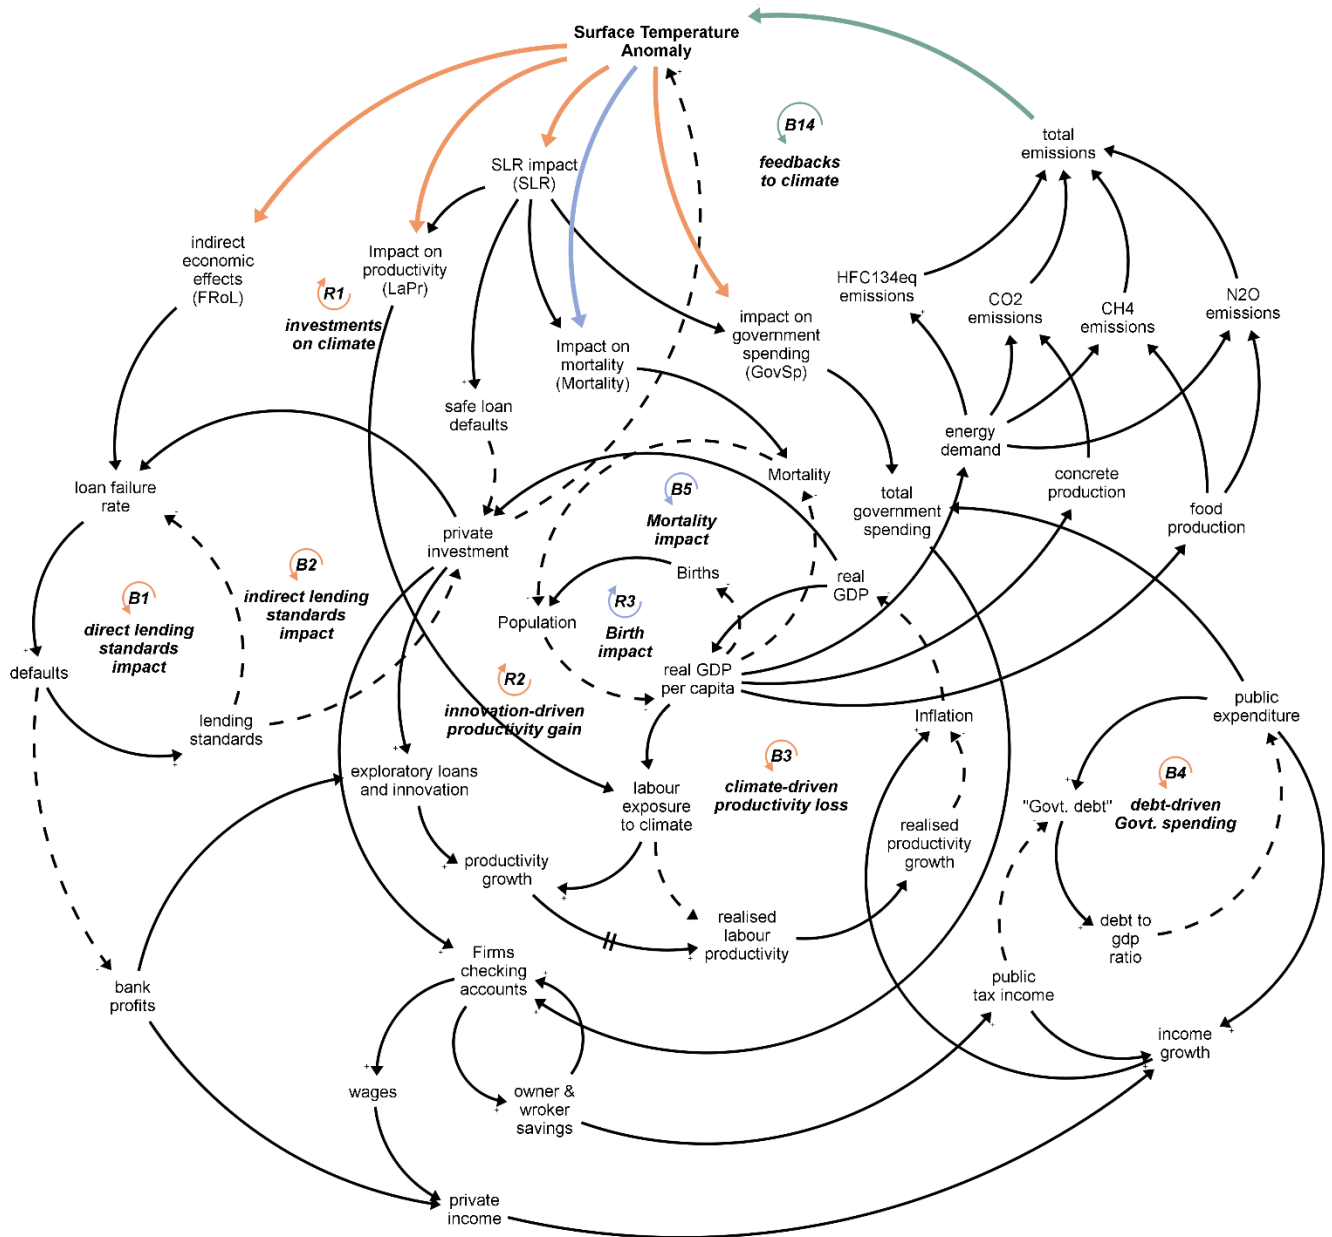 Surface Temperature
Anomaly
B14
feedbacks
to climate
total
emissions
SLR impact
(SLR)
indirect
economic
effects
(FRoL)
Impact on
productivity
(LaPr)
R1
investments
on climate
HFC134eq
emissions
CO2
emissions
CH4
emissions
N2O
emissions
impact on
government
spending
(GovSp)
Impact on
mortality
(Mortality)
safe loan
defaults
energy
demand
loan failure
rate
Mortality
concrete
production
total
government
spending
food
production
B5
Mortality
impact
private
investment
B2
indirect lending
standards
impact
B1
direct lending
standards
impact
Births
real
GDP
R3
Birth
impact
Population
defaults
real GDP
per capita
R2
innovation-driven
productivity gain
lending
standards
Inflation
public
expenditure
B3
climate-driven
productivity loss
B4
debt-driven
Govt. spending
exploratory loans
and innovation
labour
exposure
to climate
"Govt. debt"
realised
productivity
growth
productivity
growth
realised
labour
productivity
debt to
gdp
ratio
Firms
checking
accounts
bank
profits
public
tax income
income
growth
wages
owner &
wroker
savings
private
income